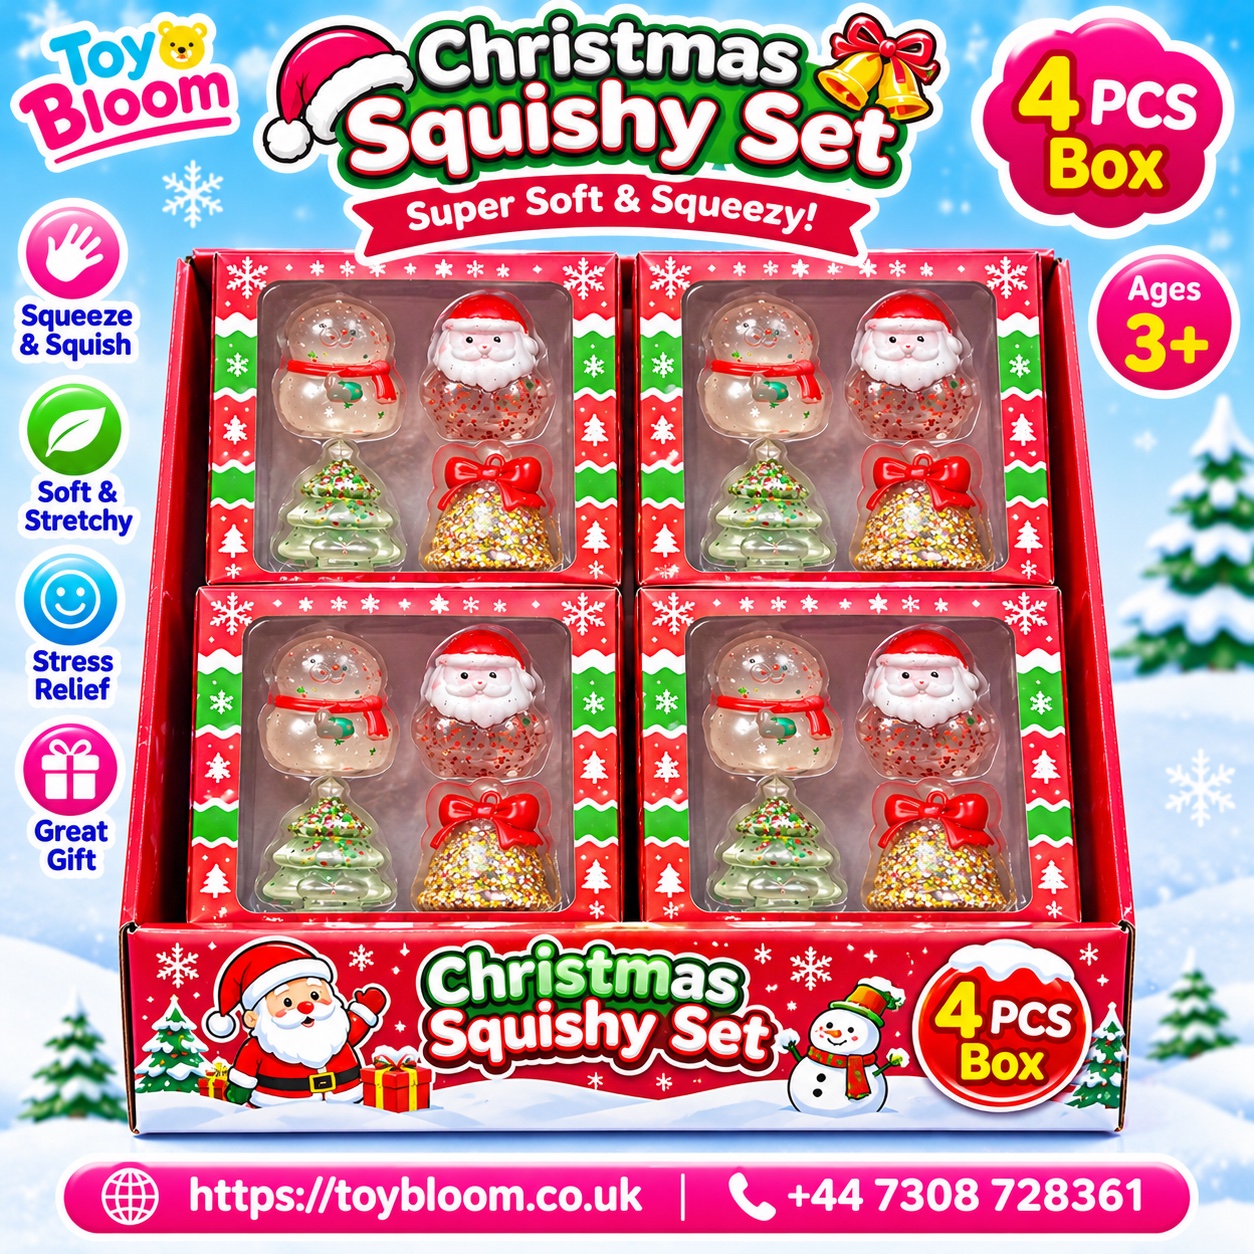 Toy
Bloom
Christmas
Squishy Set
Super Soft & Squeezy!
4 PCS
Box
Ages
3+
Squeeze
& Squish
Soft &
Stretchy
Stress
Relief
Great
Gift
Christmas
Squishy Set
4 PCS
Box
https://toybloom.co.uk | +44 7308 728361